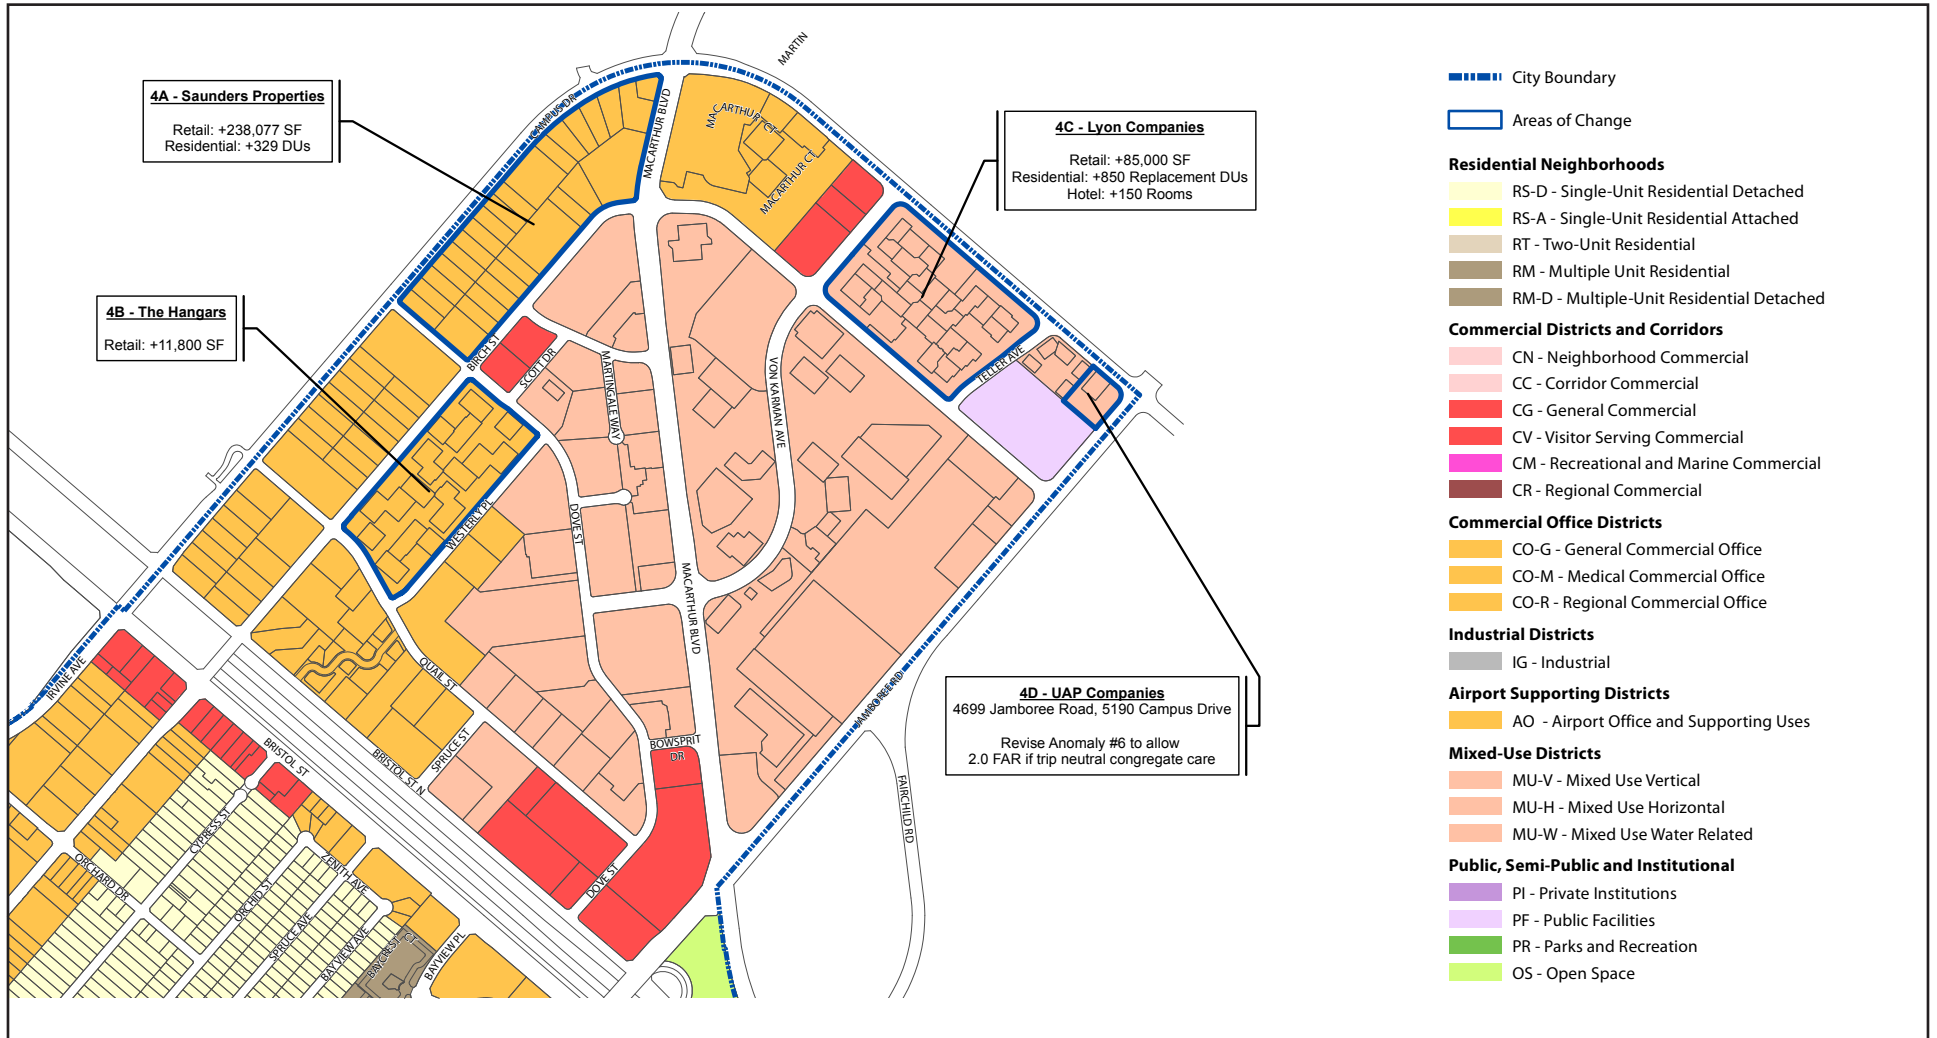 4A - Saunders Properties
Retail: +238,077 SF
Residential: +329 DUs
4B - The Hangars
Retail: +11,800 SF
4C - Lyon Companies
Retail: +85,000 SF
Residential: +850 Replacement DUs
Hotel: +150 Rooms
4D - UAP Companies
4699 Jamboree Road, 5190 Campus Drive
Revise Anomaly #6 to allow
2.0 FAR if trip neutral congregate care
MARTIN
CAMPUS DR
MACARTHUR BLVD
MACARTHUR CT
MACARTHUR CT
BIRCH ST
SCOTT DR
MARTINGALE WAY
VON KARMAN AVE
TELLER AVE
WESTERLY PL
DOVE ST
MACARTHUR BLVD
QUAIL ST
IRVINE AVE
BRISTOL ST
BRISTOL ST N
SPRUCE ST
BOWSPRIT
DR
JAMBOREE RD
FAIRCHILD RD
DOVE ST
CYPRESS ST
ORCHARD DR
ZENITH AVE
ORCHID ST
SPRUCE AVE
BAYVIEW AVE
BAYCREST CT
BAYVIEW PL
City Boundary
Areas of Change
Residential Neighborhoods
RS-D - Single-Unit Residential Detached
RS-A - Single-Unit Residential Attached
RT - Two-Unit Residential
RM - Multiple Unit Residential
RM-D - Multiple-Unit Residential Detached
Commercial Districts and Corridors
CN - Neighborhood Commercial
CC - Corridor Commercial
CG - General Commercial
CV - Visitor Serving Commercial
CM - Recreational and Marine Commercial
CR - Regional Commercial
Commercial Office Districts
CO-G - General Commercial Office
CO-M - Medical Commercial Office
CO-R - Regional Commercial Office
Industrial Districts
IG - Industrial
Airport Supporting Districts
AO - Airport Office and Supporting Uses
Mixed-Use Districts
MU-V - Mixed Use Vertical
MU-H - Mixed Use Horizontal
MU-W - Mixed Use Water Related
Public, Semi-Public and Institutional
PI - Private Institutions
PF - Public Facilities
PR - Parks and Recreation
OS - Open Space